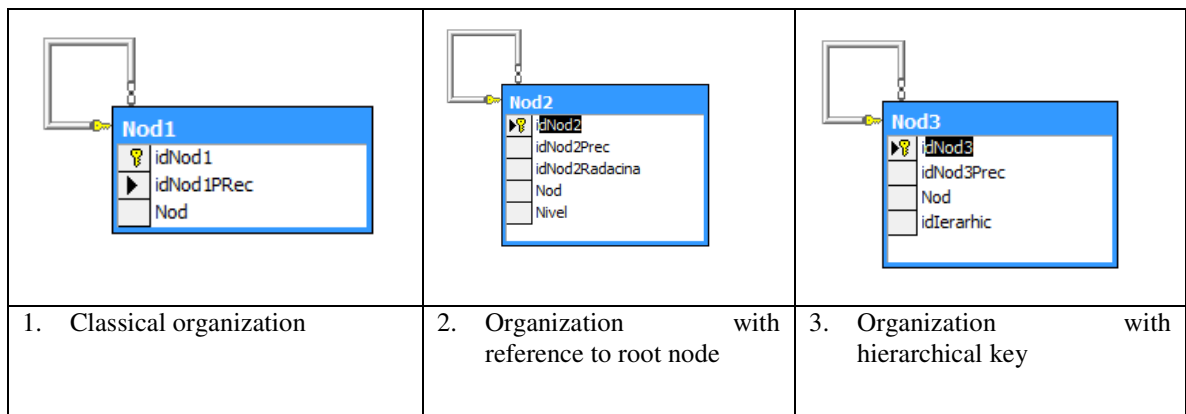 Nod1
idNod1
idNod1PRec
Nod
Nod2
idNod2
idNod2Prec
idNod2Radacina
Nod
Nivel
Nod3
idNod3
idNod3Prec
Nod
idIerarhic
1. Classical organization
2. Organization with
reference to root node
3. Organization with
hierarchical key